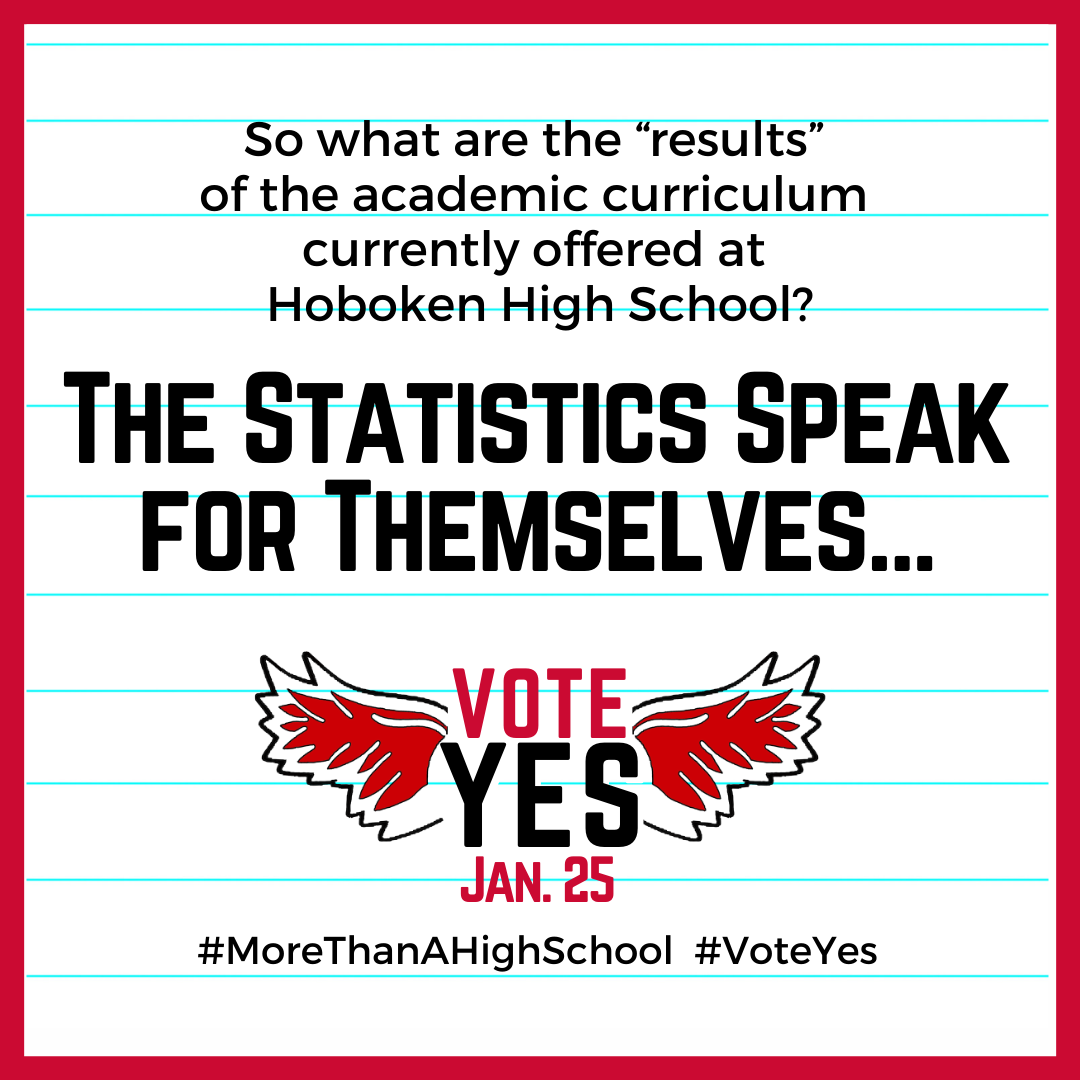 So what are the “results”
of the academic curriculum
currently offered at
Hoboken High School?
The Statistics Speak
for Themselves...
VOTE
YES
Jan. 25
#MoreThanAHighSchool #VoteYes